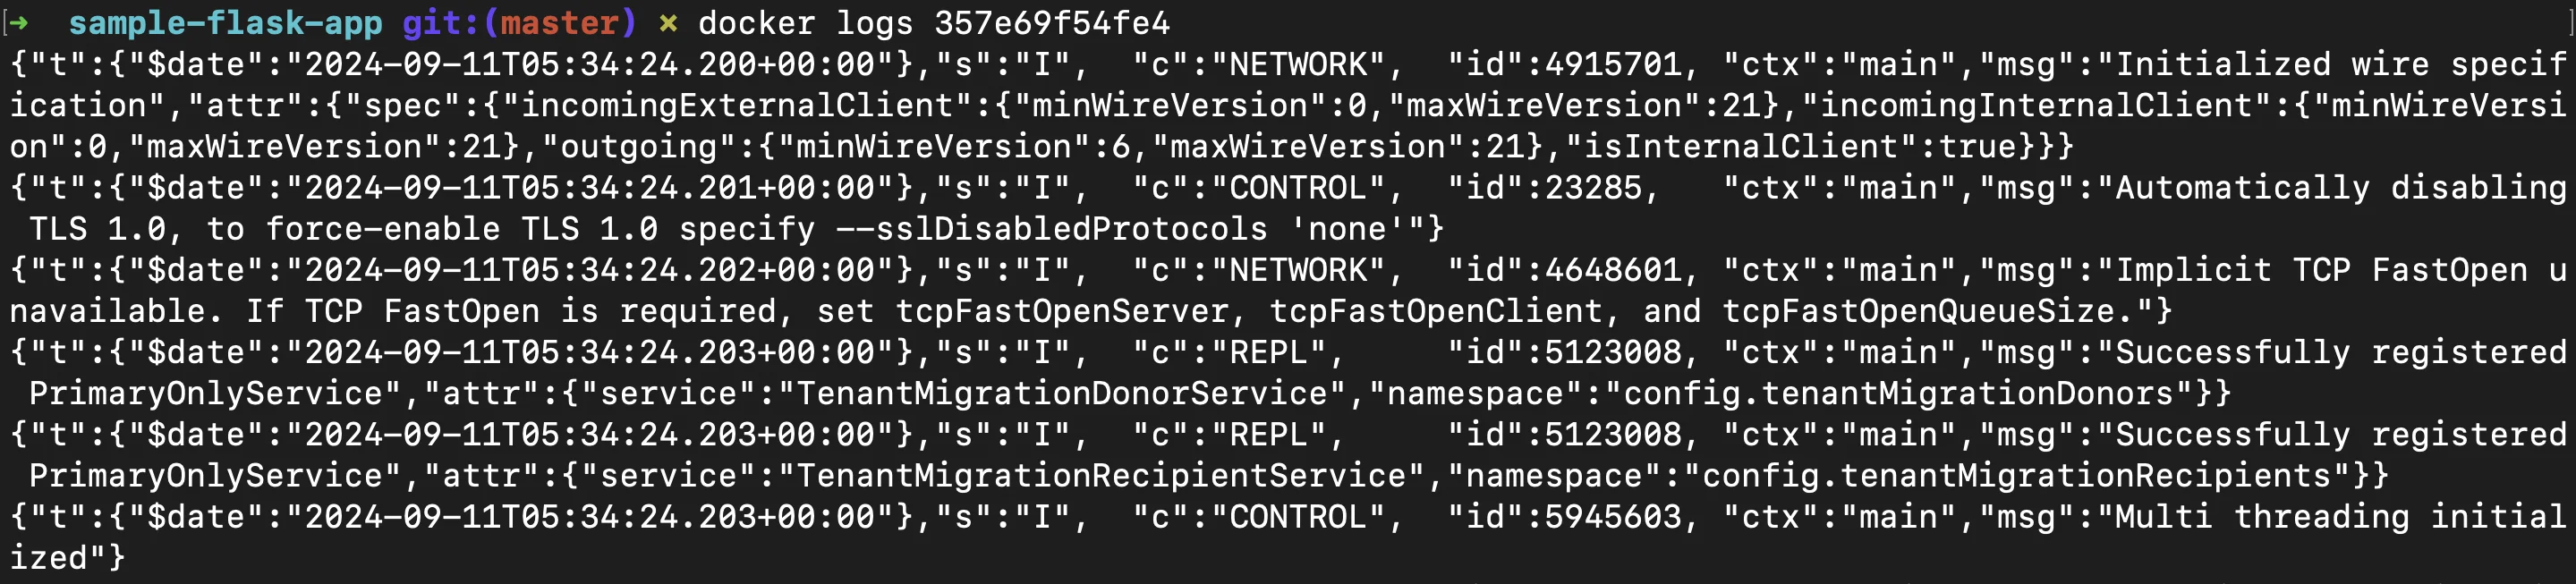 [➜  sample-flask-app git:(master) ✗ docker logs 357e69f54fe4 ]
{"t":{"$date":"2024-09-11T05:34:24.200+00:00"},"s":"I",  "c":"NETWORK",  "id":4915701, "ctx":"main","msg":"Initialized wire specif
ication","attr":{"spec":{"incomingExternalClient":{"minWireVersion":0,"maxWireVersion":21},"incomingInternalClient":{"minWireVersi
on":0,"maxWireVersion":21},"outgoing":{"minWireVersion":6,"maxWireVersion":21},"isInternalClient":true}}}
{"t":{"$date":"2024-09-11T05:34:24.201+00:00"},"s":"I",  "c":"CONTROL",  "id":23285,   "ctx":"main","msg":"Automatically disabling
 TLS 1.0, to force-enable TLS 1.0 specify --sslDisabledProtocols 'none'"}
{"t":{"$date":"2024-09-11T05:34:24.202+00:00"},"s":"I",  "c":"NETWORK",  "id":4648601, "ctx":"main","msg":"Implicit TCP FastOpen u
navailable. If TCP FastOpen is required, set tcpFastOpenServer, tcpFastOpenClient, and tcpFastOpenQueueSize."}
{"t":{"$date":"2024-09-11T05:34:24.203+00:00"},"s":"I",  "c":"REPL",     "id":5123008, "ctx":"main","msg":"Successfully registered
 PrimaryOnlyService","attr":{"service":"TenantMigrationDonorService","namespace":"config.tenantMigrationDonors"}}
{"t":{"$date":"2024-09-11T05:34:24.203+00:00"},"s":"I",  "c":"REPL",     "id":5123008, "ctx":"main","msg":"Successfully registered
 PrimaryOnlyService","attr":{"service":"TenantMigrationRecipientService","namespace":"config.tenantMigrationRecipients"}}
{"t":{"$date":"2024-09-11T05:34:24.203+00:00"},"s":"I",  "c":"CONTROL",  "id":5945603, "ctx":"main","msg":"Multi threading initial
ized"}